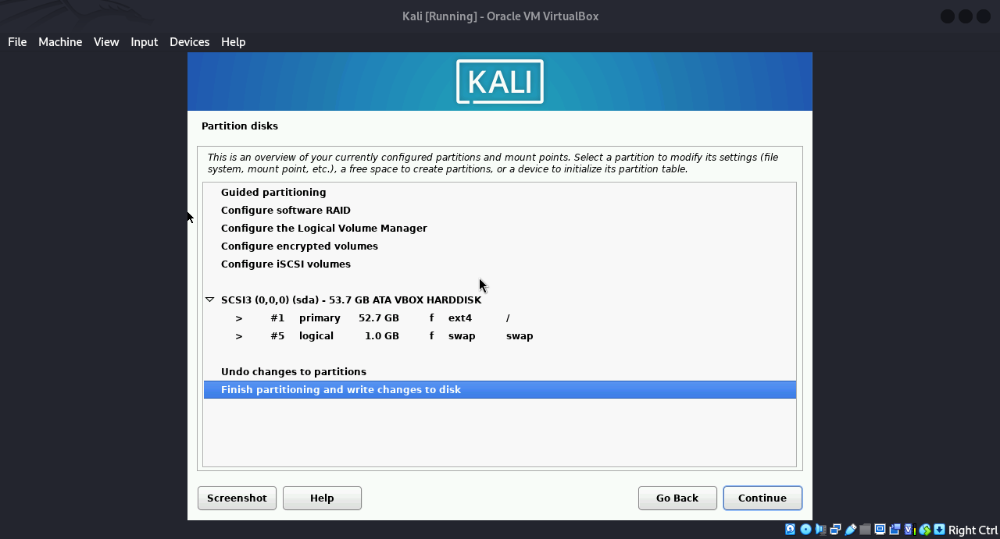 Kali [Running] - Oracle VM VirtualBox
File Machine View Input Devices Help
KALI
Partition disks
This is an overview of your currently configured partitions and mount points. Select a partition to modify its settings (file
system, mount point, etc.), a free space to create partitions, or a device to initialize its partition table.
Guided partitioning
Configure software RAID
Configure the Logical Volume Manager
Configure encrypted volumes
Configure iSCSI volumes
SCSI3 (0,0,0) (sda) - 53.7 GB ATA VBOX HARDDISK
> #1 primary 52.7 GB f ext4 /
> #5 logical 1.0 GB f swap swap
Undo changes to partitions
Finish partitioning and write changes to disk
Screenshot Help Go Back Continue
Right Ctrl